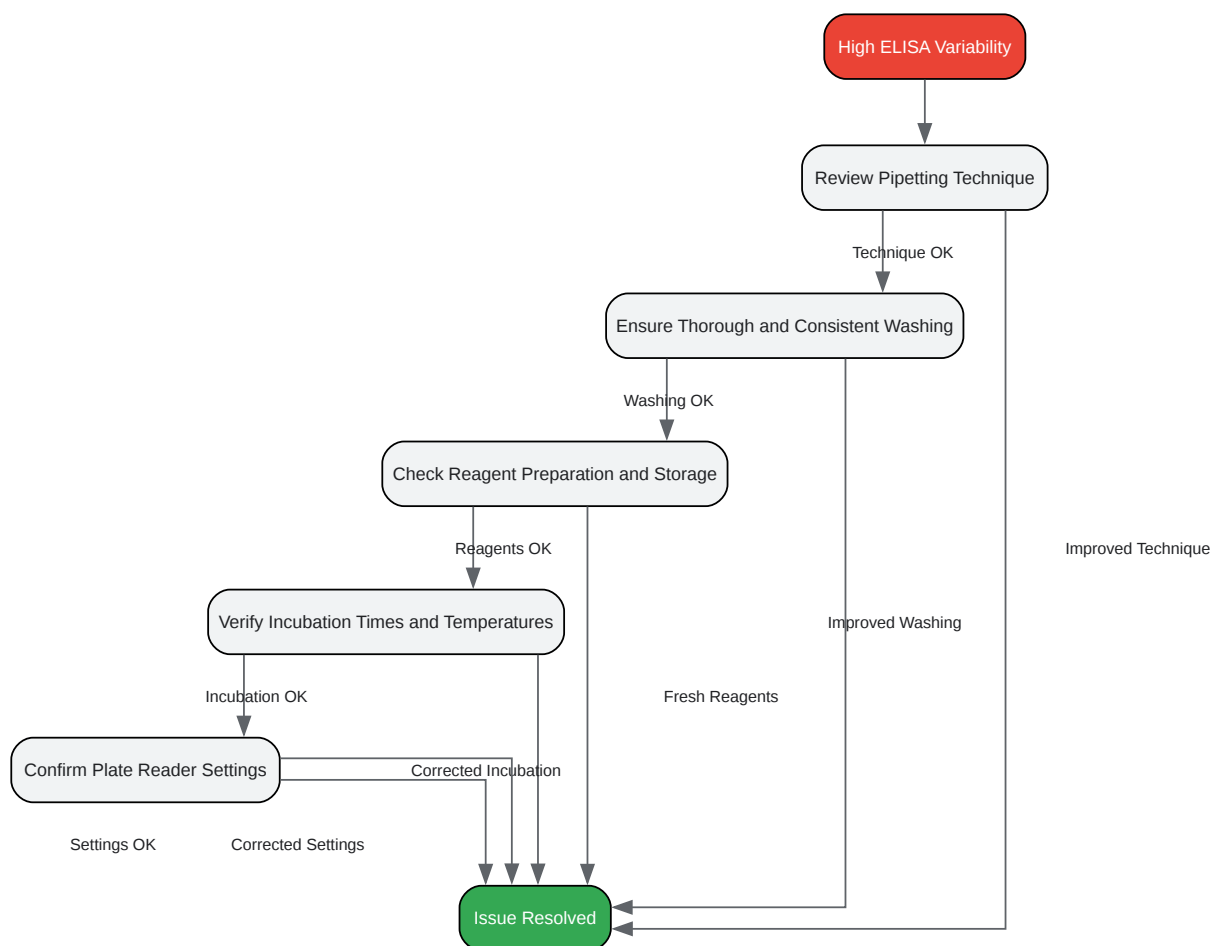 High ELISA Variability
Review Pipetting Technique
Technique OK
Ensure Thorough and Consistent Washing
Washing OK
Check Reagent Preparation and Storage
Reagents OK
Improved Technique
Verify Incubation Times and Temperatures
Improved Washing
Incubation OK
Fresh Reagents
Confirm Plate Reader Settings
Corrected Incubation
Settings OK
Corrected Settings
Issue Resolved